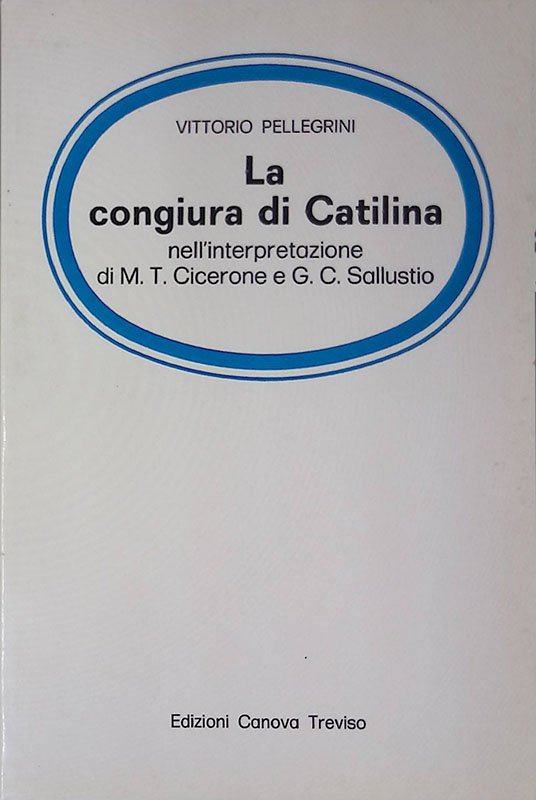 VITTORIO PELLEGRINI
La
congiura di Catilina
nell'interpretazione
di M. T. Cicerone e G. C. Sallustio
Edizioni Canova Treviso